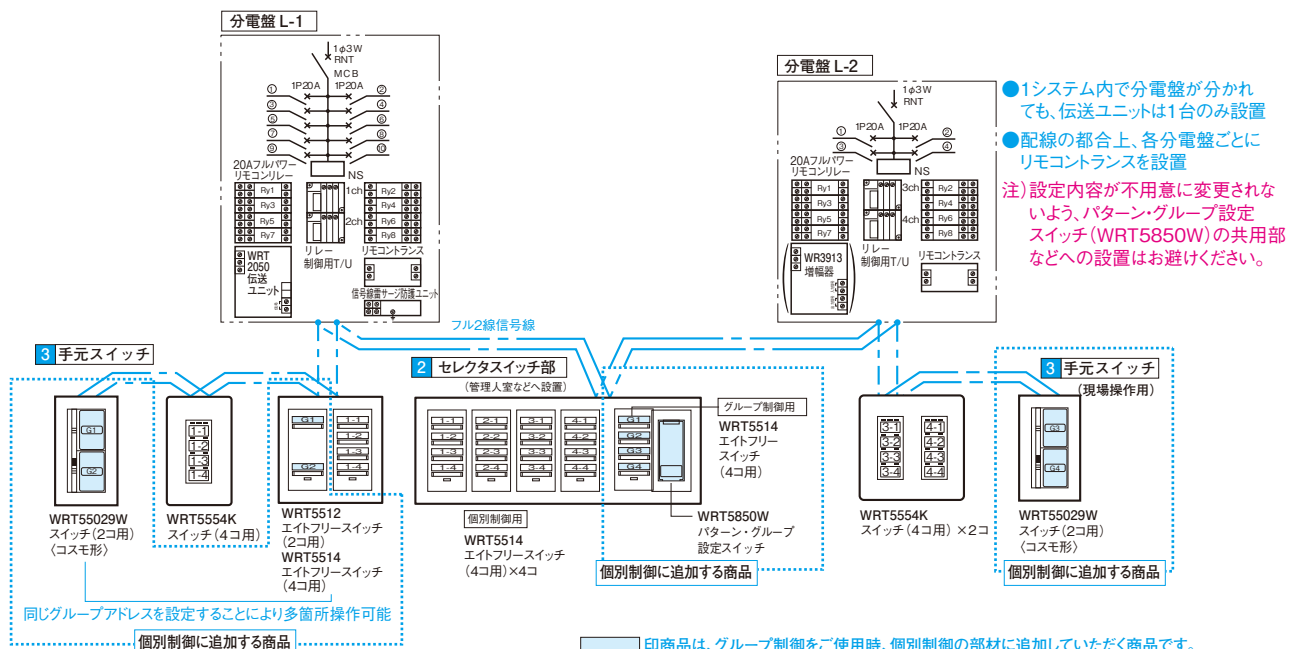 分電盤 L-1
1φ3W
RNT
MCB
1P20A 1P20A
① ②
③ ④
⑤ ⑥
⑦ ⑧
⑨ ⑩
20Aフルパワー
リモコンリレー
NS
Ry1 1ch Ry2
Ry3 Ry4
Ry5 2ch Ry6
Ry7 Ry8
WRT
2050
伝送
ユニット
リレー
制御用T/U
リモコントランス
信号線雷サージ防護ユニット
分電盤 L-2
1φ3W
RNT
1P20A 1P20A
① ②
③ ④
20Aフルパワー
リモコンリレー
NS
Ry1 3ch Ry2
Ry3 Ry4
Ry5 4ch Ry6
Ry7 Ry8
WR3913
増幅器
リレー
制御用T/U
リモコントランス
●1システム内で分電盤が分かれ
ても、伝送ユニットは1台のみ設置
●配線の都合上、各分電盤ごとに
リモコントランスを設置
注）設定内容が不用意に変更されな
いよう、パターン・グループ設定
スイッチ（WRT5850W）の共用部
などへの設置はお避けください。
フル2線信号線
3 手元スイッチ
G1
G2
WRT55029W
スイッチ（2コ用）
〈コスモ形〉
1-1
1-2
1-3
1-4
WRT5554K
スイッチ（4コ用）
G1 1-1
1-2
1-3
G2 1-4
WRT5512
エイトフリースイッチ
（2コ用）
WRT5514
エイトフリースイッチ
（4コ用）
同じグループアドレスを設定することにより多箇所操作可能
個別制御に追加する商品
2 セレクタスイッチ部
（管理人室などへ設置）
1-1 2-1 3-1 4-1 G1
1-2 2-2 3-2 4-2 G2
1-3 2-3 3-3 4-3 G3
1-4 2-4 3-4 4-4 G4
個別制御用
WRT5514
エイトフリースイッチ
（4コ用）×4コ
グループ制御用
WRT5514
エイトフリー
スイッチ
（4コ用）
WRT5850W
パターン・グループ
設定スイッチ
個別制御に追加する商品
3-1 4-1
3-2 4-2
3-3 4-3
3-4 4-4
WRT5554K
スイッチ（4コ用）×2コ
3 手元スイッチ
（現場操作用）
G3
G4
WRT55029W
スイッチ（2コ用）
〈コスモ形〉
個別制御に追加する商品
印商品は、グループ制御をご使用時、個別制御の部材に追加していただく商品です。